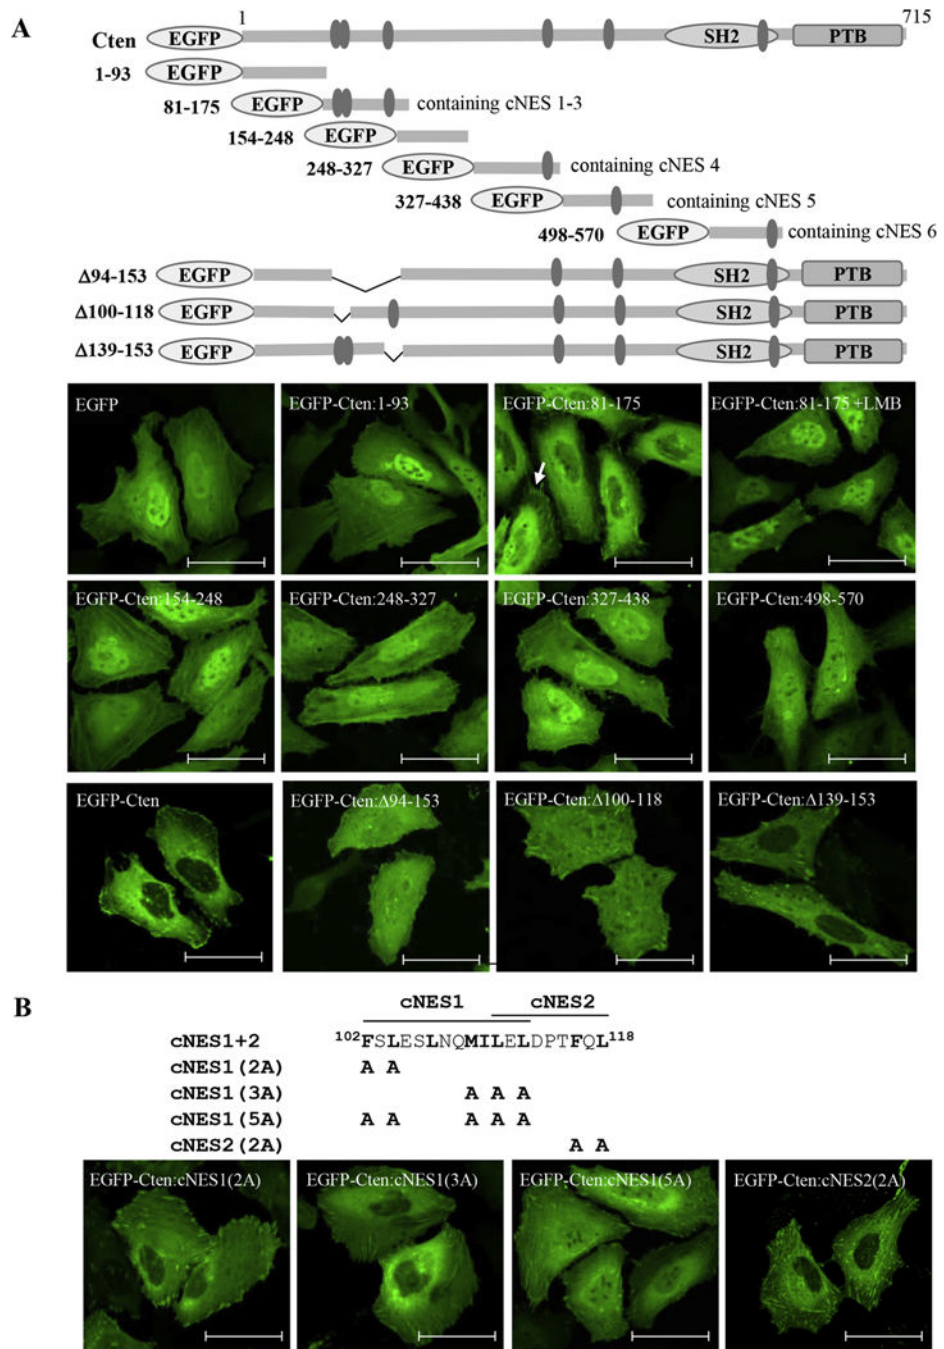 A
1
715
Cten EGFP SH2 PTB
1-93 EGFP
81-175 EGFP containing cNES 1-3
154-248 EGFP
248-327 EGFP containing cNES 4
327-438 EGFP containing cNES 5
498-570 EGFP containing cNES 6
Δ94-153 EGFP SH2 PTB
Δ100-118 EGFP SH2 PTB
Δ139-153 EGFP SH2 PTB
EGFP EGFP-Cten:1-93 EGFP-Cten:81-175 EGFP-Cten:81-175 +LMB
EGFP-Cten:154-248 EGFP-Cten:248-327 EGFP-Cten:327-438 EGFP-Cten:498-570
EGFP-Cten EGFP-Cten:Δ94-153 EGFP-Cten:Δ100-118 EGFP-Cten:Δ139-153
B
cNES1 cNES2
cNES1+2 102FSLESLNQMILELDPTFQL118
cNES1(2A) A A
cNES1(3A) A A A
cNES1(5A) A A A A A
cNES2(2A) A A
EGFP-Cten:cNES1(2A) EGFP-Cten:cNES1(3A) EGFP-Cten:cNES1(5A) EGFP-Cten:cNES2(2A)